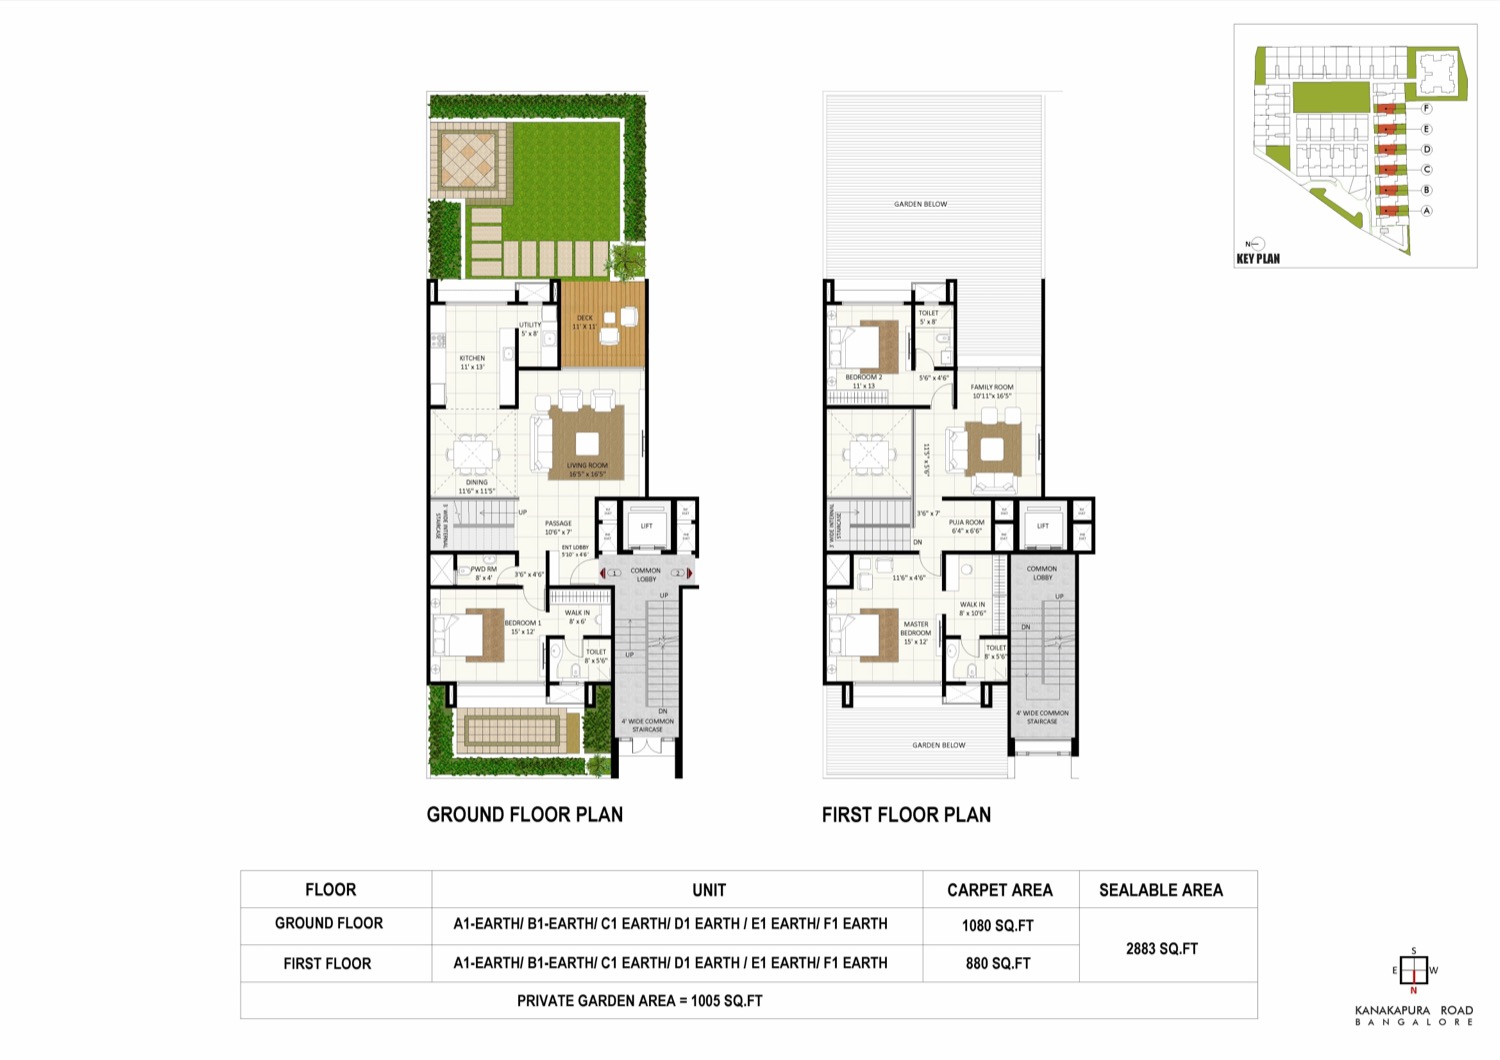 F
E
D
C
B
A
N
KEY PLAN
UTILITY
5' x 8'
DECK
11' X 11'
KITCHEN
11' x 13'
LIVING ROOM
16'5" x 16'5"
DINING
11'6" x 11'5"
3' WIDE INTERNAL
STAIRCASE
UP
PASSAGE
10'6" x 7'
ENT LOBBY
5'10" x 4'6"
LIFT
COMMON
LOBBY
PWD RM
8' x 4'
3'6" x 4'6"
UP
BEDROOM 1
15' x 12'
WALK IN
8' x 6'
UP
TOILET
8' x 5'6"
DN
4' WIDE COMMON
STAIRCASE
GROUND FLOOR PLAN
GARDEN BELOW
TOILET
5' x 8'
BEDROOM 2
11' x 13
5'6" x 4'6"
FAMILY ROOM
10'11"x 16'5"
11'5" x 5'6"
3'6" x 7'
3' WIDE INTERNAL
STAIRCASE
DN
PUJA ROOM
6'4" x 6'6"
LIFT
11'6" x 4'6"
COMMON
LOBBY
UP
WALK IN
8' x 10'6"
MASTER
BEDROOM
15' x 12'
DN
TOILET
8' x 5'6"
4' WIDE COMMON
STAIRCASE
GARDEN BELOW
FIRST FLOOR PLAN
FLOOR UNIT CARPET AREA SEALABLE AREA
GROUND FLOOR A1-EARTH/ B1-EARTH/ C1 EARTH/ D1 EARTH / E1 EARTH/ F1 EARTH 1080 SQ.FT
2883 SQ.FT
FIRST FLOOR A1-EARTH/ B1-EARTH/ C1 EARTH/ D1 EARTH / E1 EARTH/ F1 EARTH 880 SQ.FT
PRIVATE GARDEN AREA = 1005 SQ.FT
S
E W
N
KANAKAPURA ROAD
BANGALORE